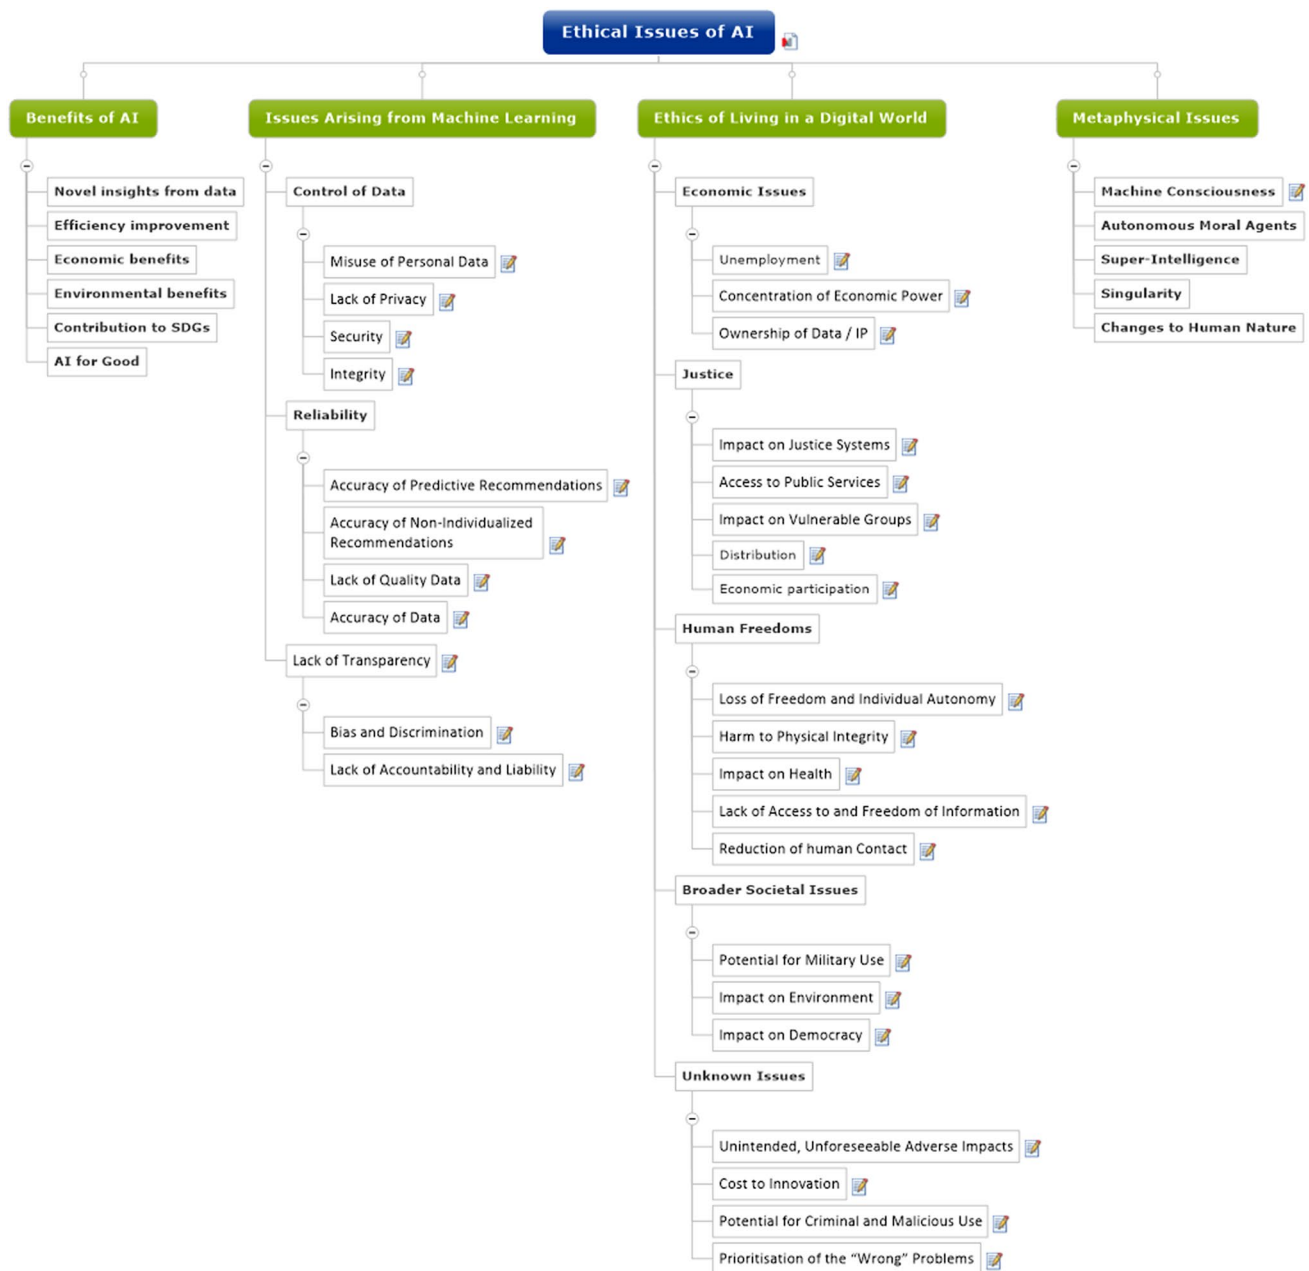 Ethical Issues of AI
Benefits of AI
Novel insights from data
Efficiency improvement
Economic benefits
Environmental benefits
Contribution to SDGs
AI for Good
Issues Arising from Machine Learning
Control of Data
Misuse of Personal Data
Lack of Privacy
Security
Integrity
Reliability
Accuracy of Predictive Recommendations
Accuracy of Non-Individualized
Recommendations
Lack of Quality Data
Accuracy of Data
Lack of Transparency
Bias and Discrimination
Lack of Accountability and Liability
Ethics of Living in a Digital World
Economic Issues
Unemployment
Concentration of Economic Power
Ownership of Data / IP
Justice
Impact on Justice Systems
Access to Public Services
Impact on Vulnerable Groups
Distribution
Economic participation
Human Freedoms
Loss of Freedom and Individual Autonomy
Harm to Physical Integrity
Impact on Health
Lack of Access to and Freedom of Information
Reduction of human Contact
Broader Societal Issues
Potential for Military Use
Impact on Environment
Impact on Democracy
Unknown Issues
Unintended, Unforeseeable Adverse Impacts
Cost to Innovation
Potential for Criminal and Malicious Use
Prioritisation of the “Wrong” Problems
Metaphysical Issues
Machine Consciousness
Autonomous Moral Agents
Super-Intelligence
Singularity
Changes to Human Nature